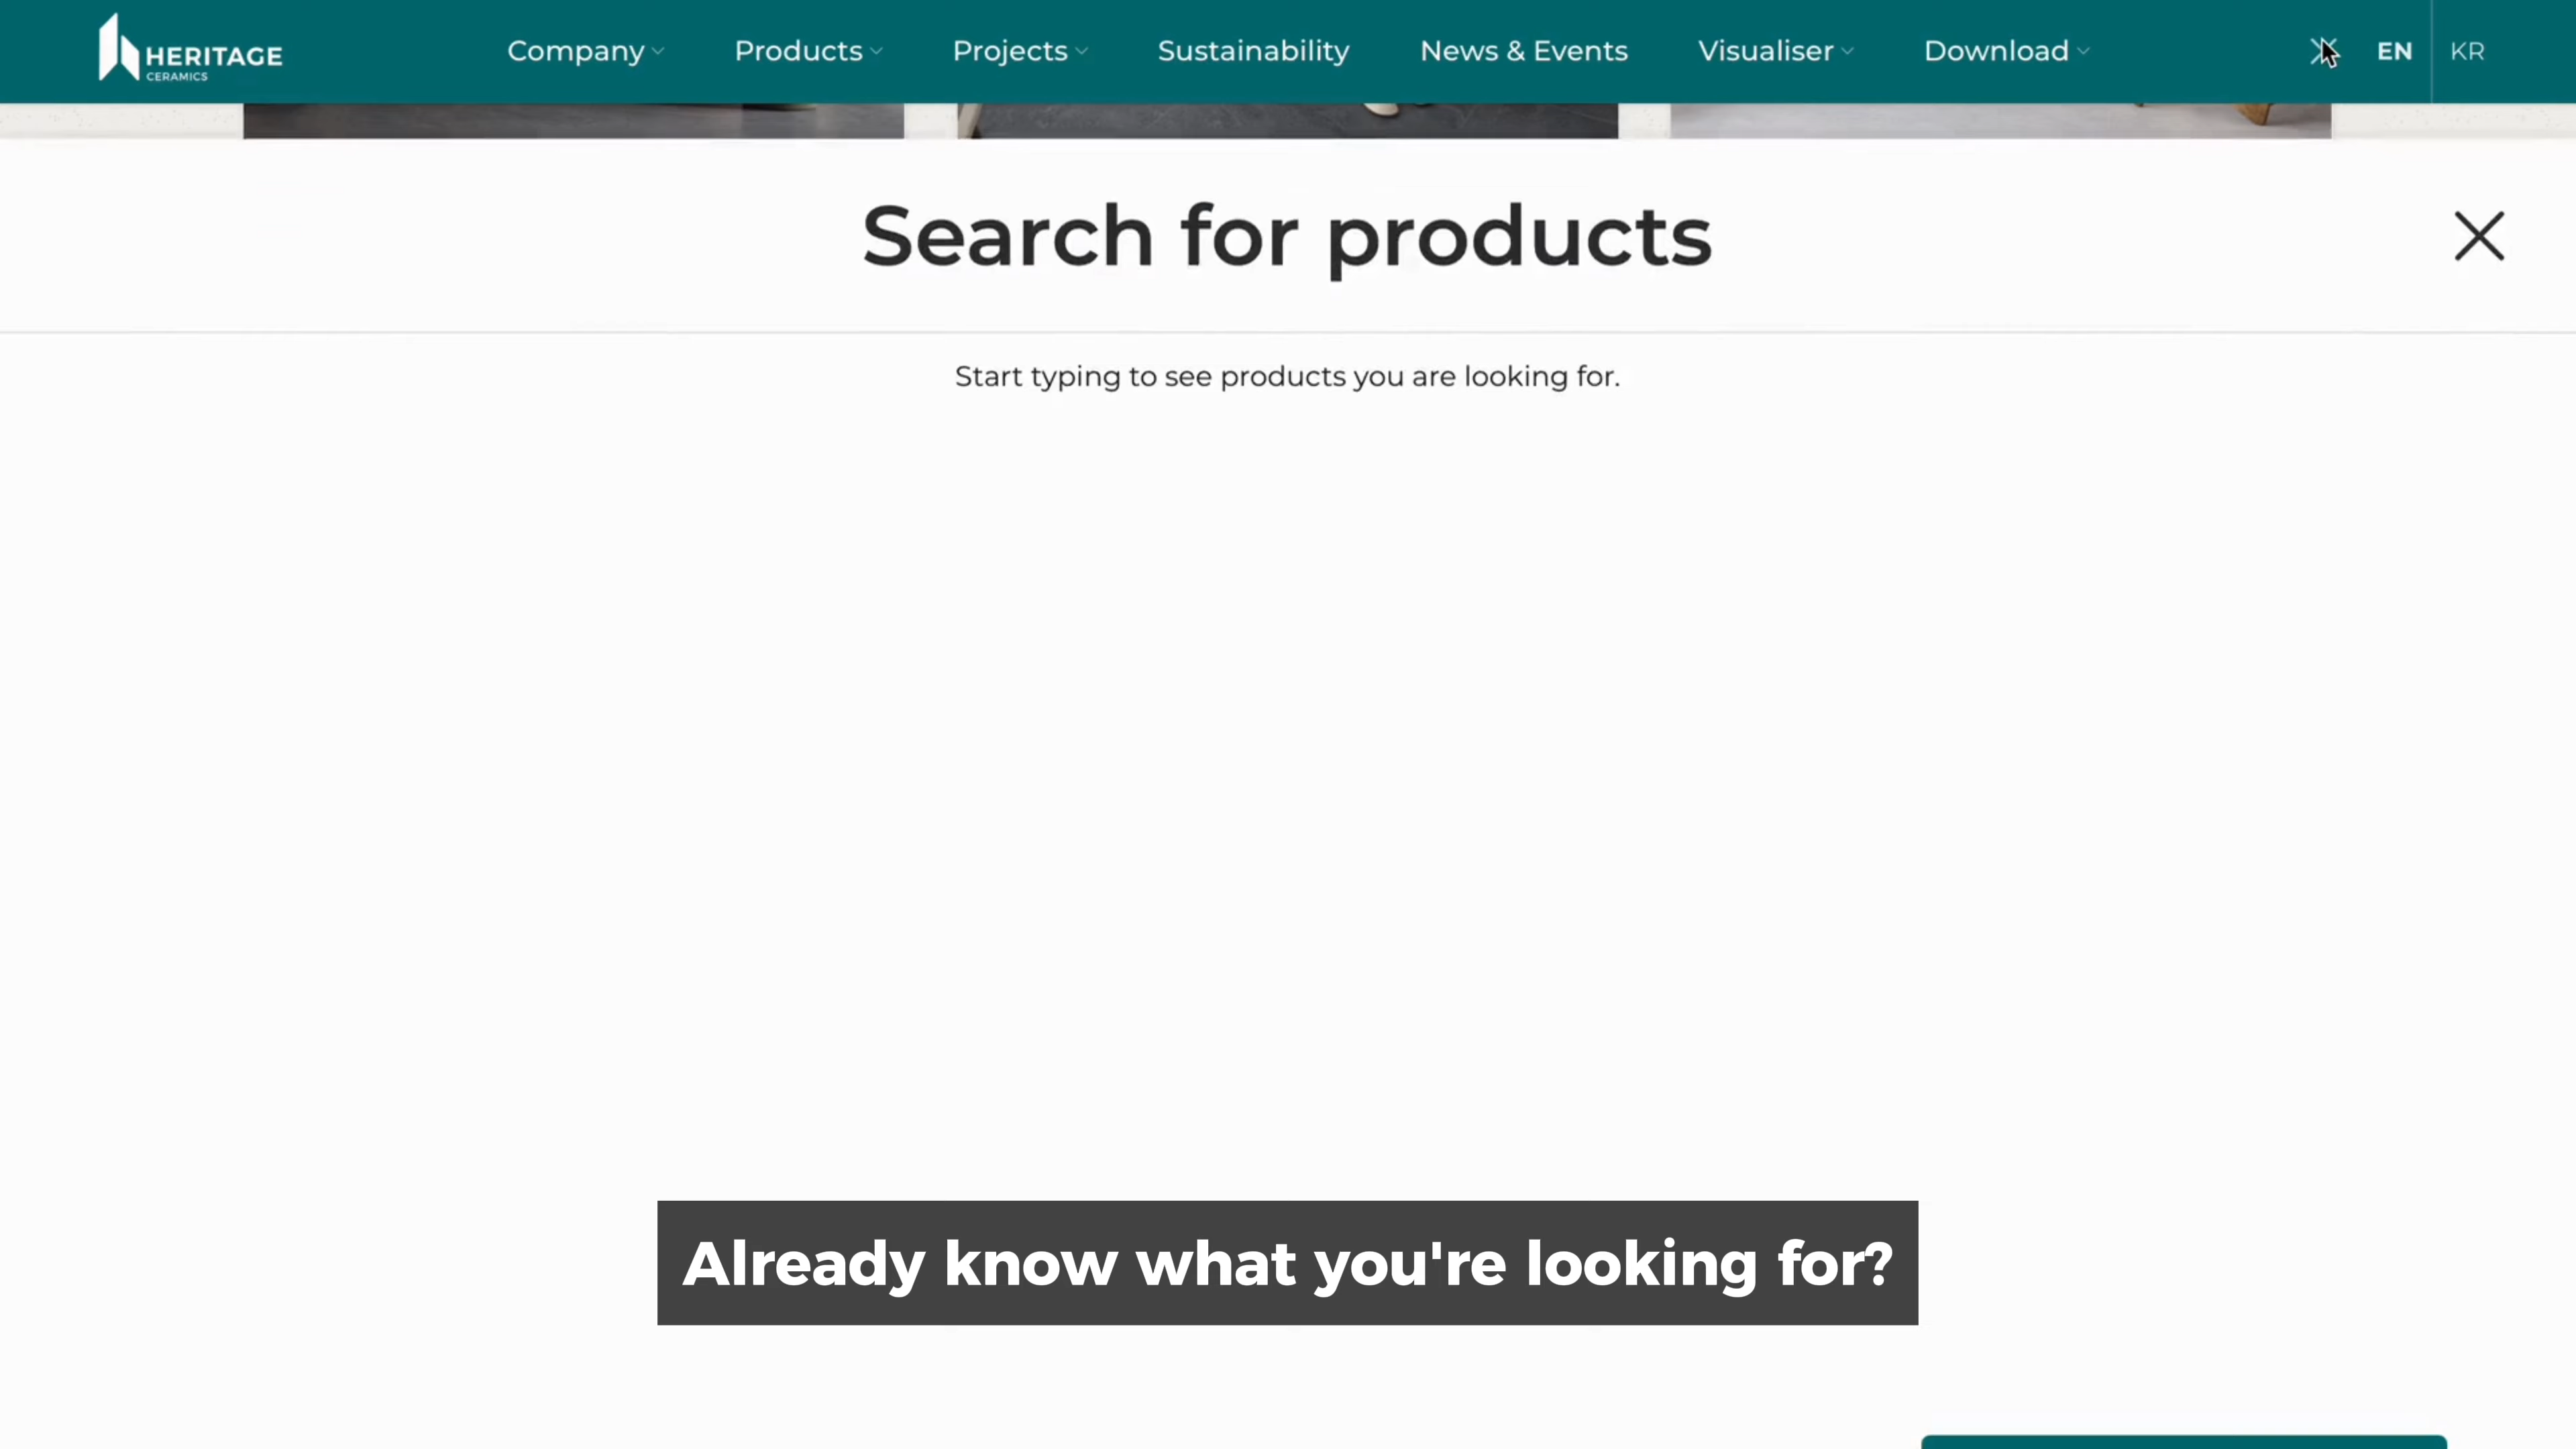 HERITAGE
CERAMICS
Company
Products
Projects
Sustainability
News & Events
Visualiser
Download
EN
KR
Search for products
Start typing to see products you are looking for.
Already know what you're looking for?